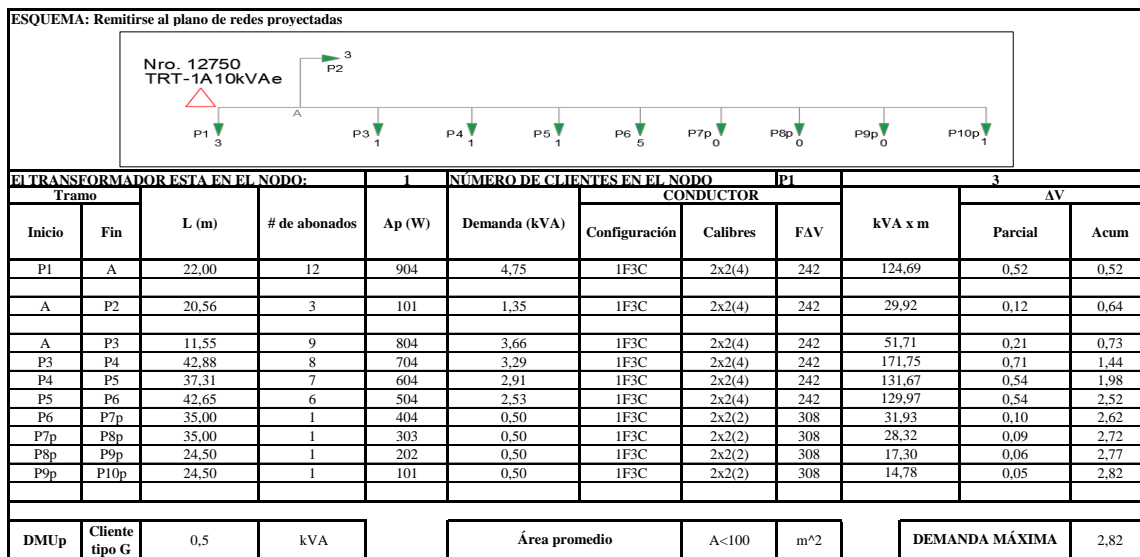 ESQUEMA: Remitirse al plano de redes proyectadas
Nro. 12750
TRT-1A10kVAe
3
P2
A
P1 3
P3 1
P4 1
P5 1
P6 5
P7p 0
P8p 0
P9p 0
P10p 1
El TRANSFORMADOR ESTA EN EL NODO: 1 NÚMERO DE CLIENTES EN EL NODO P1 3
Tramo L (m) # de abonados Ap (W) Demanda (kVA) CONDUCTOR kVA x m ΔV
Inicio Fin Configuración Calibres FΔV Parcial Acum
P1 A 22,00 12 904 4,75 1F3C 2x2(4) 242 124,69 0,52 0,52
A P2 20,56 3 101 1,35 1F3C 2x2(4) 242 29,92 0,12 0,64
A P3 11,55 9 804 3,66 1F3C 2x2(4) 242 51,71 0,21 0,73
P3 P4 42,88 8 704 3,29 1F3C 2x2(4) 242 171,75 0,71 1,44
P4 P5 37,31 7 604 2,91 1F3C 2x2(4) 242 131,67 0,54 1,98
P5 P6 42,65 6 504 2,53 1F3C 2x2(4) 242 129,97 0,54 2,52
P6 P7p 35,00 1 404 0,50 1F3C 2x2(2) 308 31,93 0,10 2,62
P7p P8p 35,00 1 303 0,50 1F3C 2x2(2) 308 28,32 0,09 2,72
P8p P9p 24,50 1 202 0,50 1F3C 2x2(2) 308 17,30 0,06 2,77
P9p P10p 24,50 1 101 0,50 1F3C 2x2(2) 308 14,78 0,05 2,82
DMUp Cliente tipo G 0,5 kVA Área promedio A<100 m^2 DEMANDA MÁXIMA 2,82